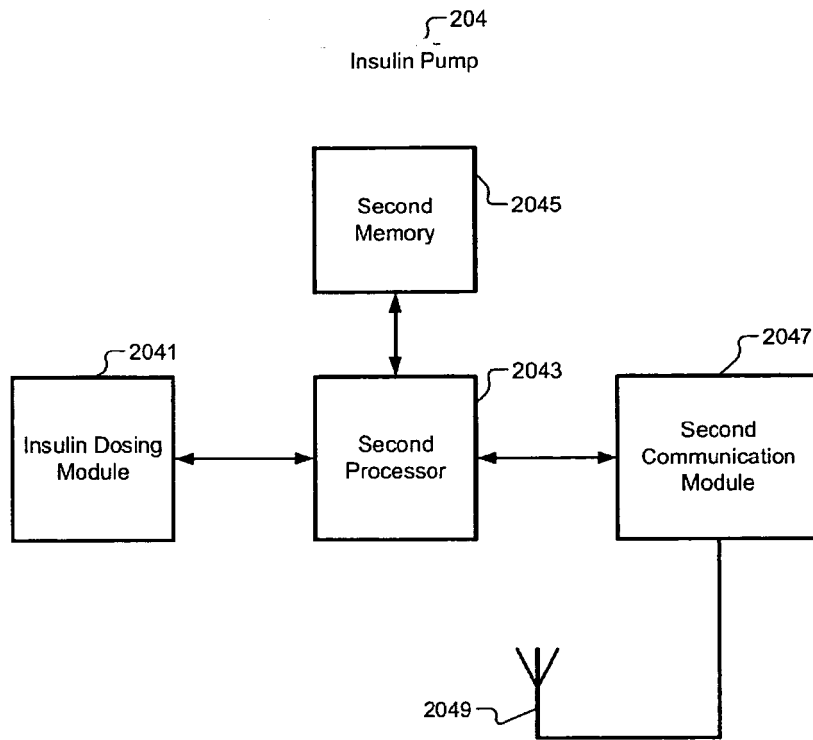 204
Insulin Pump
Second
Memory
2045
2041
Insulin Dosing
Module
2043
Second
Processor
2047
Second
Communication
Module
2049